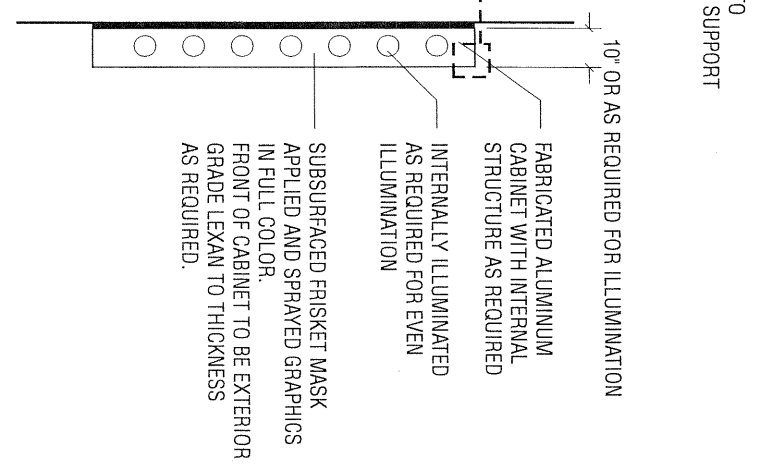 TO
SUPPORT
10" OR AS REQUIRED FOR ILLUMINATION
FABRICATED ALUMINUM
CABINET WITH INTERNAL
STRUCTURE AS REQUIRED
INTERNALLY ILLUMINATED
AS REQUIRED FOR EVEN
ILLUMINATION
SUBSURFACED FRISKET MASK
APPLIED AND SPRAYED GRAPHICS
IN FULL COLOR.
FRONT OF CABINET TO BE EXTERIOR
GRADE LEXAN TO THICKNESS
AS REQUIRED.